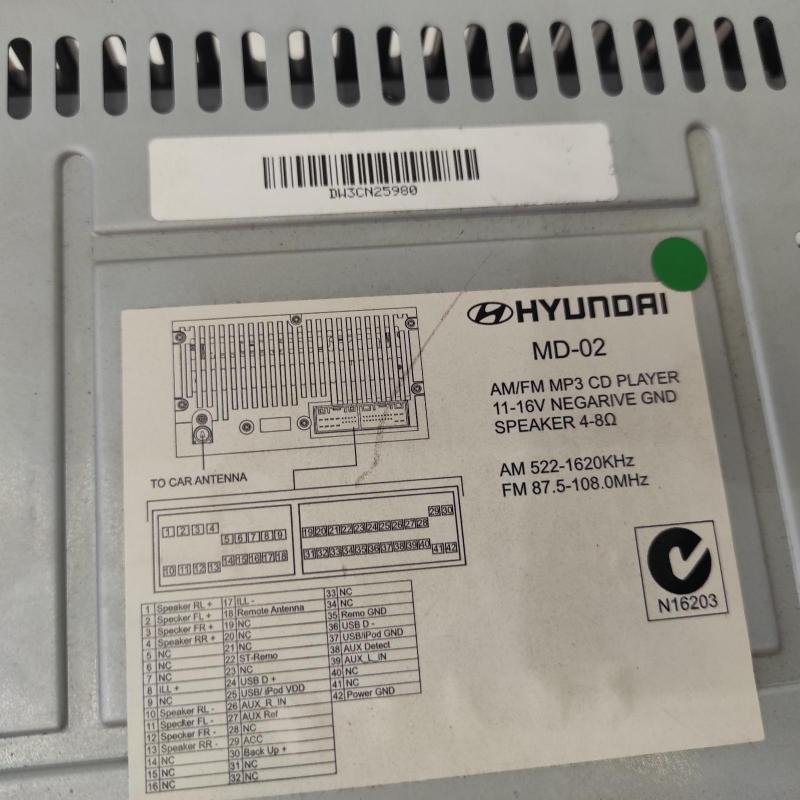 DW3CN25980
HYUNDAI
MD-02
AM/FM MP3 CD PLAYER
11-16V NEGARIVE GND
SPEAKER 4-8Ω
AM 522-1620KHz
FM 87.5-108.0MHz
TO CAR ANTENNA
1 2 3 4
5 6 7 8 9
10 11 12 13
14 15 16 17 18
29 30
19 20 21 22 23 24 25 26 27 28
31 32 33 34 35 36 37 38 39 40 41 42
N16203
1 Speaker RL +
2 Speaker FL +
3 Speaker FR +
4 Speaker RR +
5 NC
6 NC
7 NC
8 ILL +
9 NC
10 Speaker RL -
11 Speaker FL -
12 Speaker FR -
13 Speaker RR -
14 NC
15 NC
16 NC
17 ILL -
18 Remote Antenna
19 NC
20 NC
21 NC
22 ST-Remo
23 NC
24 USB D+
25 USB/ iPod VDD
26 AUX_R_IN
27 AUX Ref
28 NC
29 ACC
30 Back Up +
31 NC
32 NC
33 NC
34 NC
35 Remo GND
36 USB D -
37 USB/iPod GND
38 AUX Detect
39 AUX_L_IN
40 NC
41 NC
42 Power GND